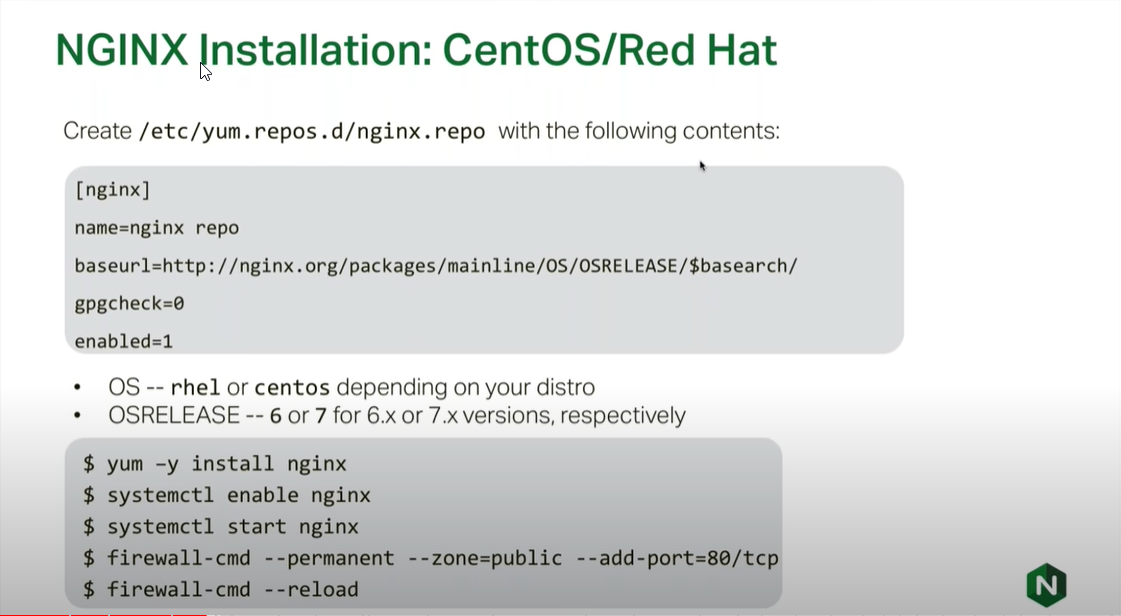 NGINX Installation: CentOS/Red Hat
Create /etc/yum.repos.d/nginx.repo with the following contents:
[nginx]
name=nginx repo
baseurl=http://nginx.org/packages/mainline/OS/OSRELEASE/$basearch/
gpgcheck=0
enabled=1
• OS -- rhel or centos depending on your distro
• OSRELEASE -- 6 or 7 for 6.x or 7.x versions, respectively
$ yum –y install nginx
$ systemctl enable nginx
$ systemctl start nginx
$ firewall-cmd --permanent --zone=public --add-port=80/tcp
$ firewall-cmd --reload
N